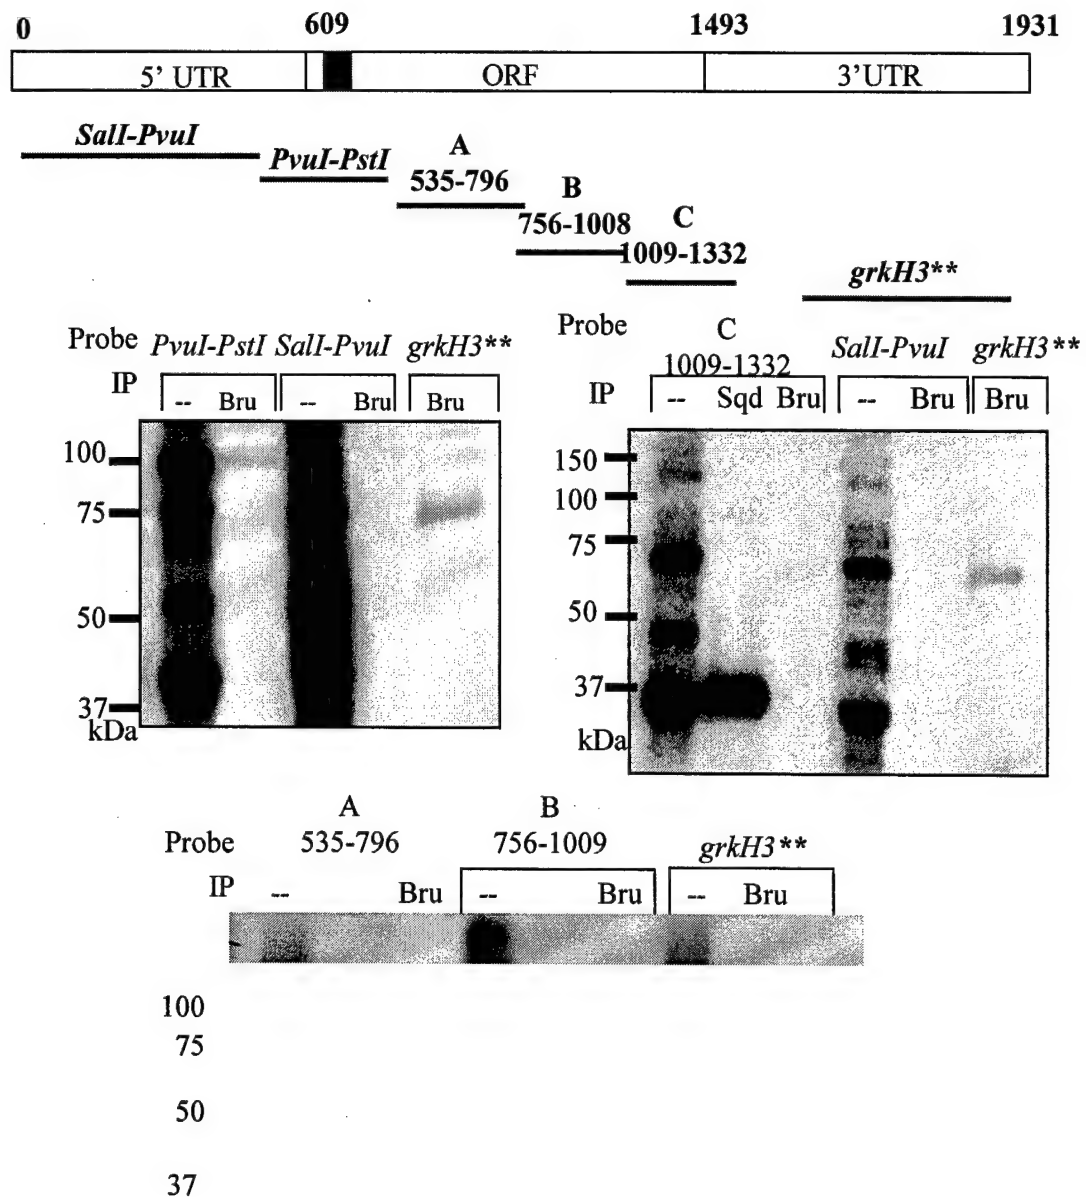 0 609 1493 1931
5' UTR ORF 3'UTR
SalI-PvuI
PvuI-PstI
A
535-796
B
756-1008
C
1009-1332
grkH3**
Probe PvuI-PstI SalI-PvuI grkH3**
IP -- Bru -- Bru Bru
100
75
50
37
kDa
Probe C SalI-PvuI grkH3**
1009-1332
IP -- Sqd Bru -- Bru Bru
150
100
75
50
37
kDa
A B
Probe 535-796 756-1009 grkH3**
IP -- Bru -- Bru -- Bru
100
75
50
37